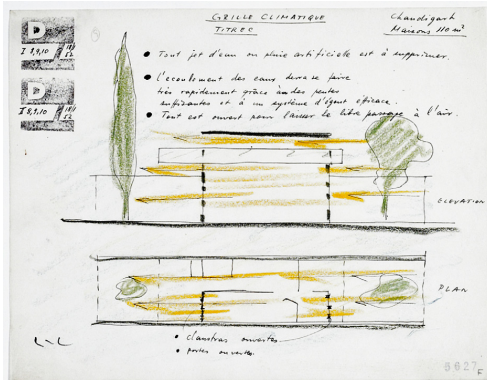 GRILLE CLIMATIQUE
TITRE C
Chandigarh
Maisons 110 m²
D
I 8,9,10
D
I 8,9,10
• Tout jet d'eau ou pluie artificielle est à supprimer.
• L'écoulement des eaux devra se faire
très rapidement grâce à des pentes
suffisantes et à un système d'égout efficace.
• Tout est ouvert pour laisser le libre passage à l'air.
ELEVATION
PLAN
• claustras ouvertes
• portes ouvertes.
5627
F